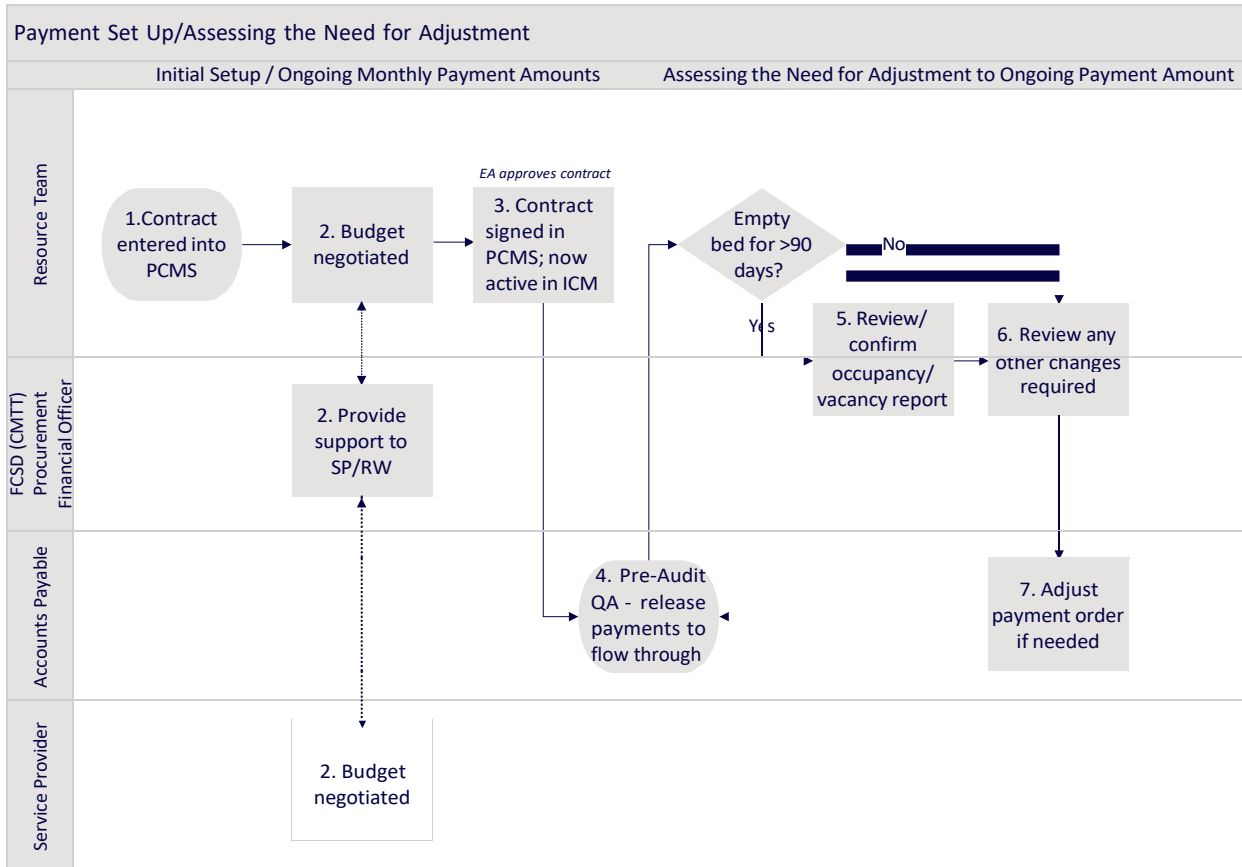 Payment Set Up/Assessing the Need for Adjustment
Initial Setup / Ongoing Monthly Payment Amounts
Assessing the Need for Adjustment to Ongoing Payment Amount
Resource Team
1.Contract
entered into
PCMS
2. Budget
negotiated
EA approves contract
3. Contract
signed in
PCMS; now
active in ICM
Empty
bed for >90
days?
No
Yes
5. Review/
confirm
occupancy/
vacancy report
6. Review any
other changes
required
FCSD (CMTT)
Procurement
Financial Officer
2. Provide
support to
SP/RW
Accounts Payable
4. Pre-Audit
QA - release
payments to
flow through
7. Adjust
payment order
if needed
Service Provider
2. Budget
negotiated